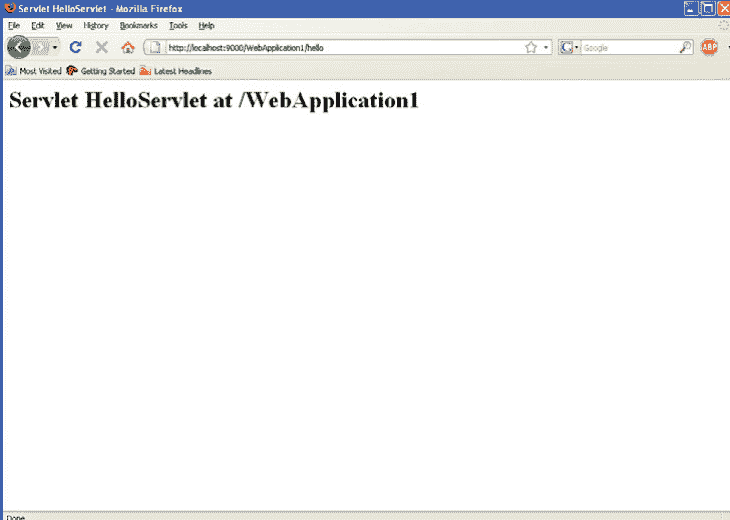 Servlet HelloServlet - Mozilla Firefox
File Edit View History Bookmarks Tools Help
http://localhost:9000/WebApplication1/hello Google ABP
Most Visited Getting Started Latest Headlines
Servlet HelloServlet at /WebApplication1
Done